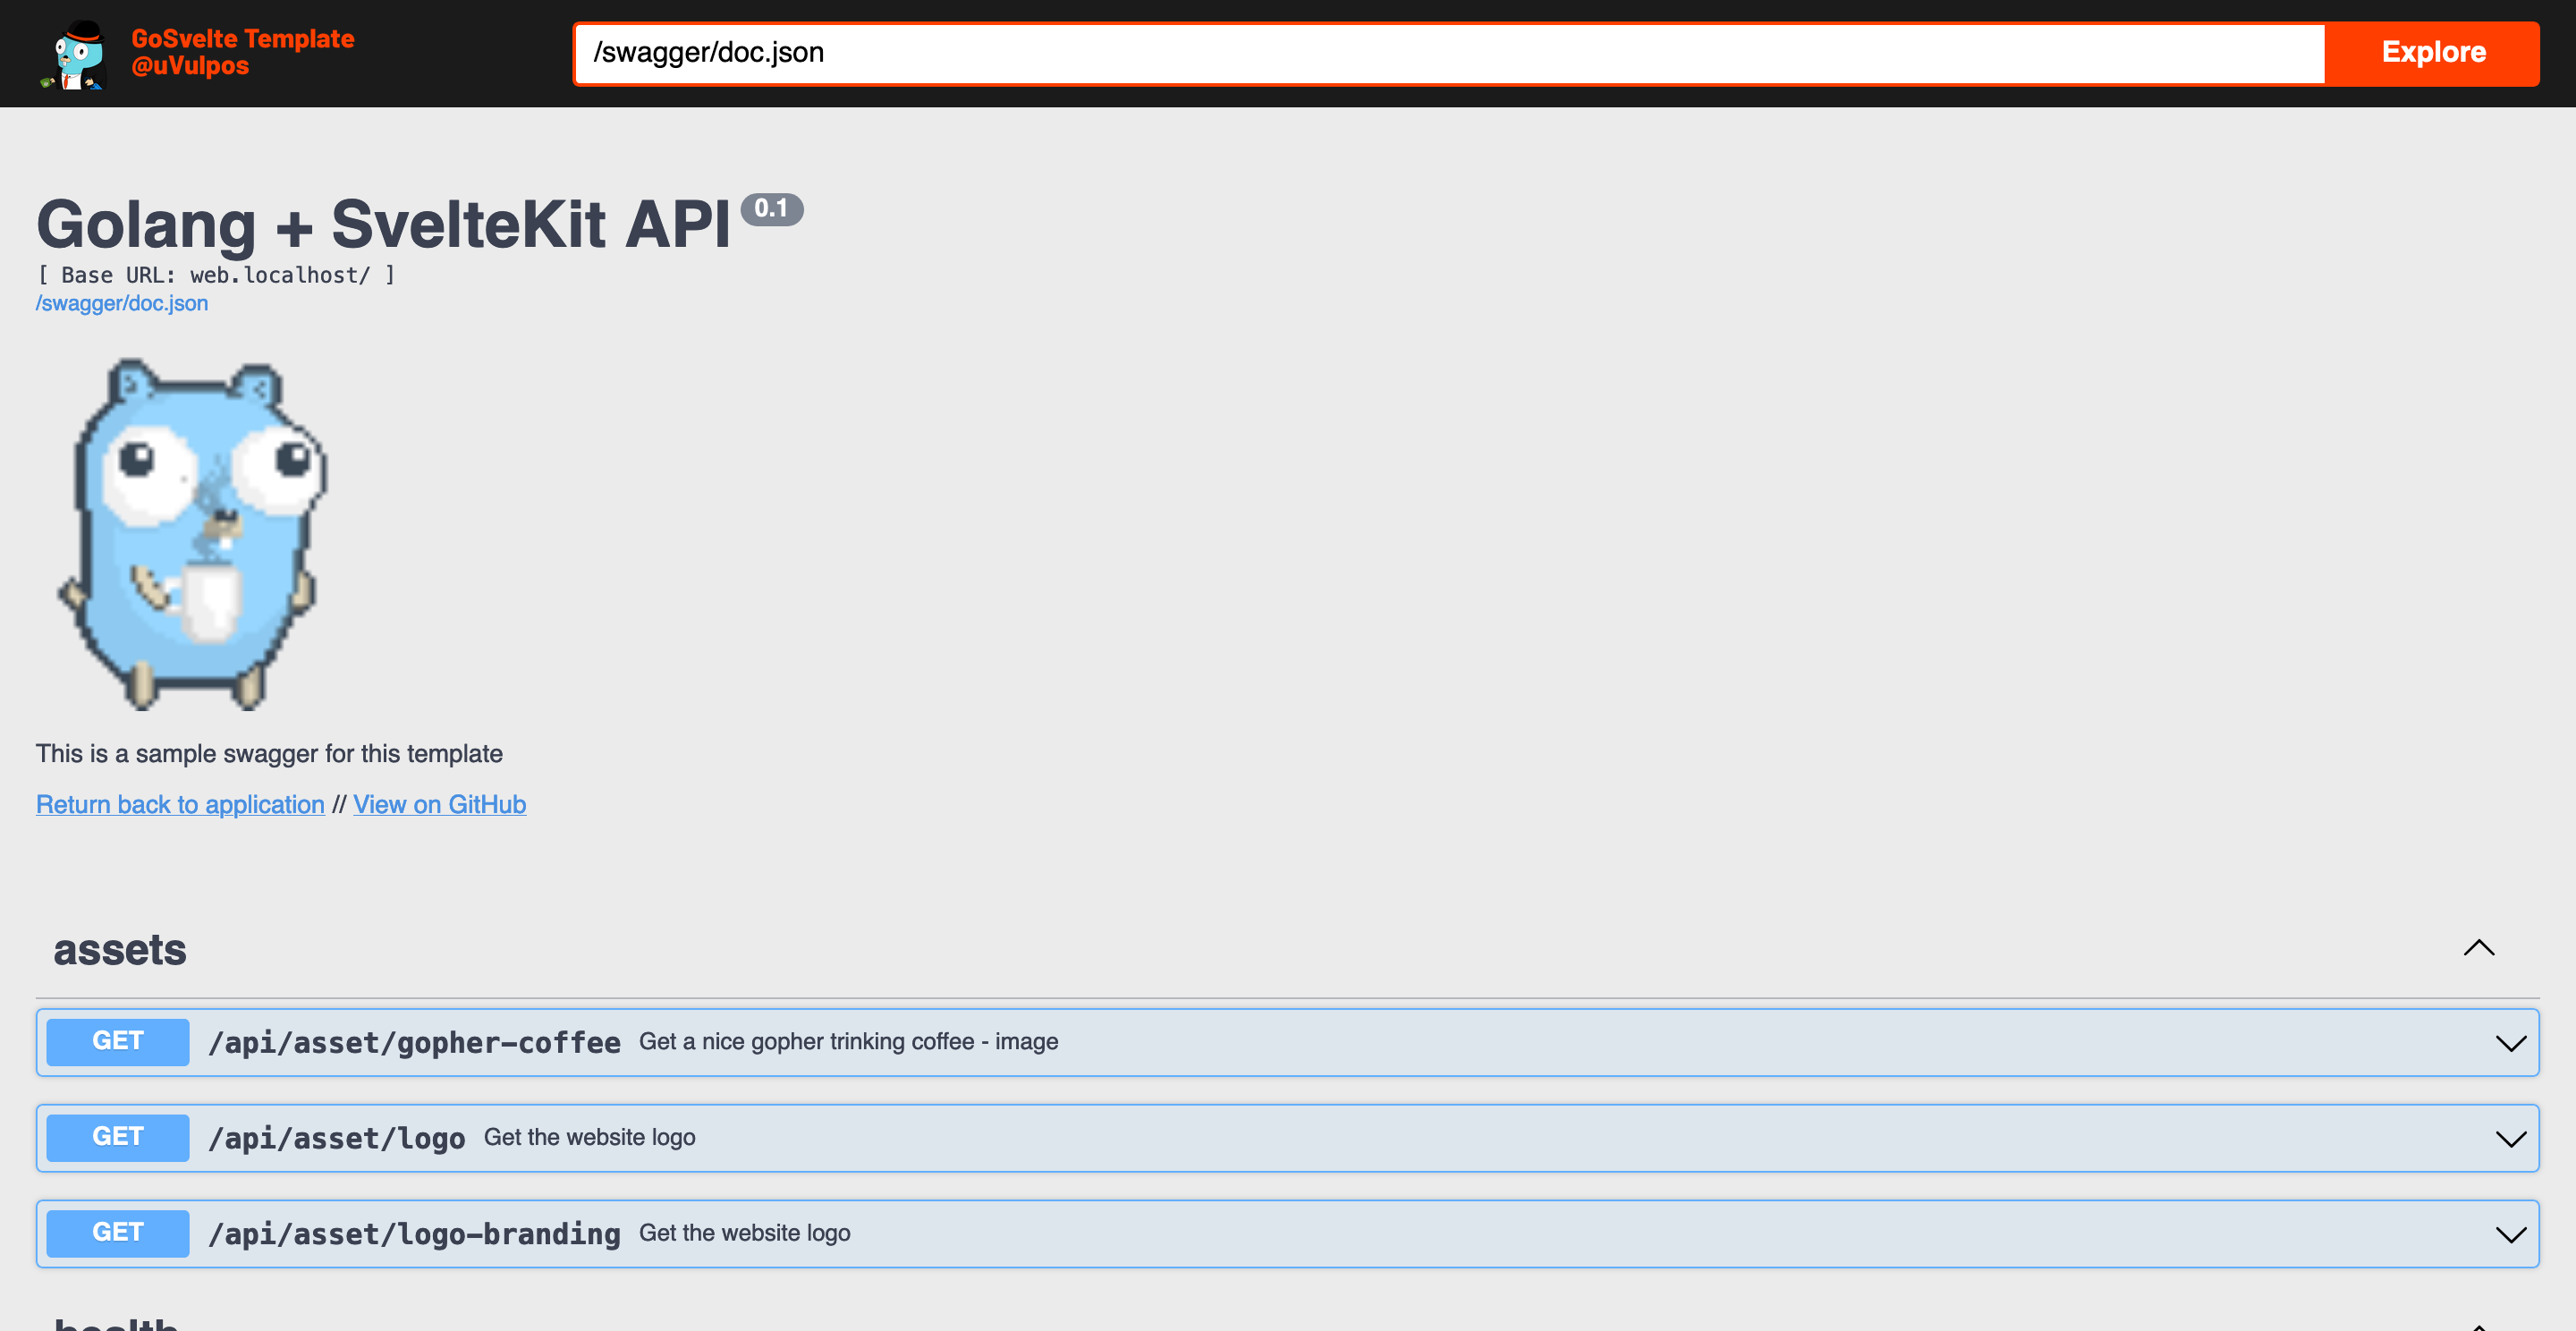 GoSvelte Template
@uVulpos
/swagger/doc.json
Explore
Golang + SvelteKit API 0.1
[ Base URL: web.localhost/ ]
/swagger/doc.json
This is a sample swagger for this template
Return back to application // View on GitHub
assets
GET /api/asset/gopher-coffee Get a nice gopher trinking coffee - image
GET /api/asset/logo Get the website logo
GET /api/asset/logo-branding Get the website logo
health